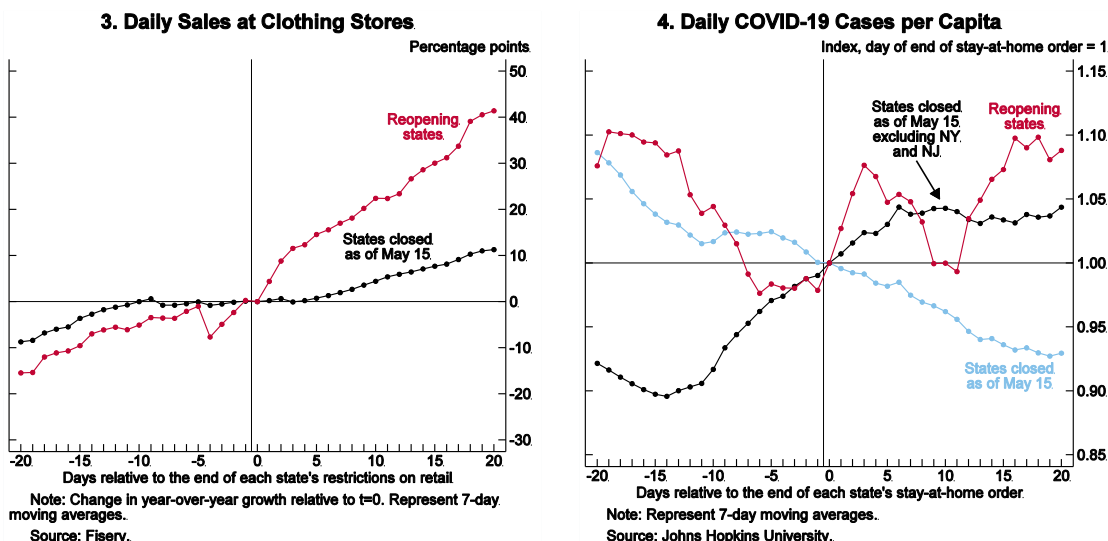 3. Daily Sales at Clothing Stores
Percentage points
50
40
30
20
10
0
-10
-20
-30
Reopening
states
States closed
as of May 15
-20
-15
-10
-5
0
5
10
15
20
Days relative to the end of each state's restrictions on retail
Note: Change in year-over-year growth relative to t=0. Represent 7-day
moving averages.
Source: Fiserv.
4. Daily COVID-19 Cases per Capita
Index, day of end of stay-at-home order = 1
1.15
1.10
1.05
1.00
0.95
0.90
0.85
States closed
as of May 15
excluding NY
and NJ
Reopening
states
States closed
as of May 15
-20
-15
-10
-5
0
5
10
15
20
Days relative to the end of each state's stay-at-home order
Note: Represent 7-day moving averages.
Source: Johns Hopkins University.